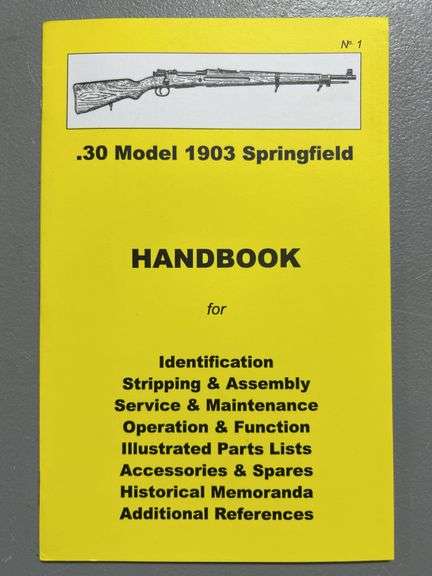 Nº 1
.30 Model 1903 Springfield
HANDBOOK
for
Identification
Stripping & Assembly
Service & Maintenance
Operation & Function
Illustrated Parts Lists
Accessories & Spares
Historical Memoranda
Additional References